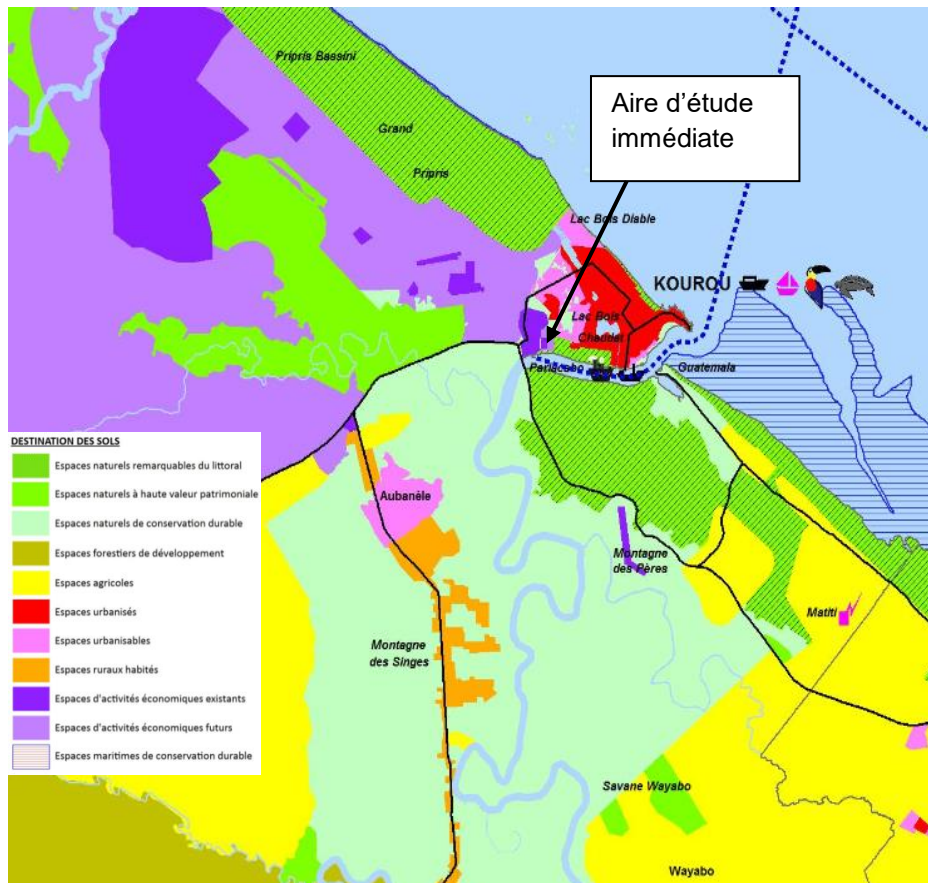 Pripris Bassini
Grand
Pripris
Aire d'étude
immédiate
Lac Bois Diable
KOUROU
Lac Bois
Chaudat
Pariacabo
Guatemala
DESTINATION DES SOLS
Espaces naturels remarquables du littoral
Espaces naturels à haute valeur patrimoniale
Espaces naturels de conservation durable
Espaces forestiers de développement
Espaces agricoles
Espaces urbanisés
Espaces urbanisables
Espaces ruraux habités
Espaces d'activités économiques existants
Espaces d'activités économiques futurs
Espaces maritimes de conservation durable
Aubanèle
Montagne
des Pères
Matiti
Montagne
des Singes
Savane Wayabo
Wayabo